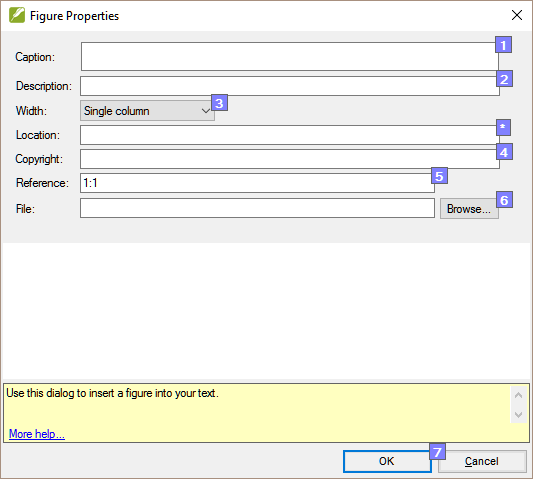 Figure Properties
Caption: 1
Description: 2
Width: Single column 3
Location: *
Copyright: 4
Reference: 1:1 5
File: Browse... 6
Use this dialog to insert a figure into your text.
More help...
OK 7 Cancel